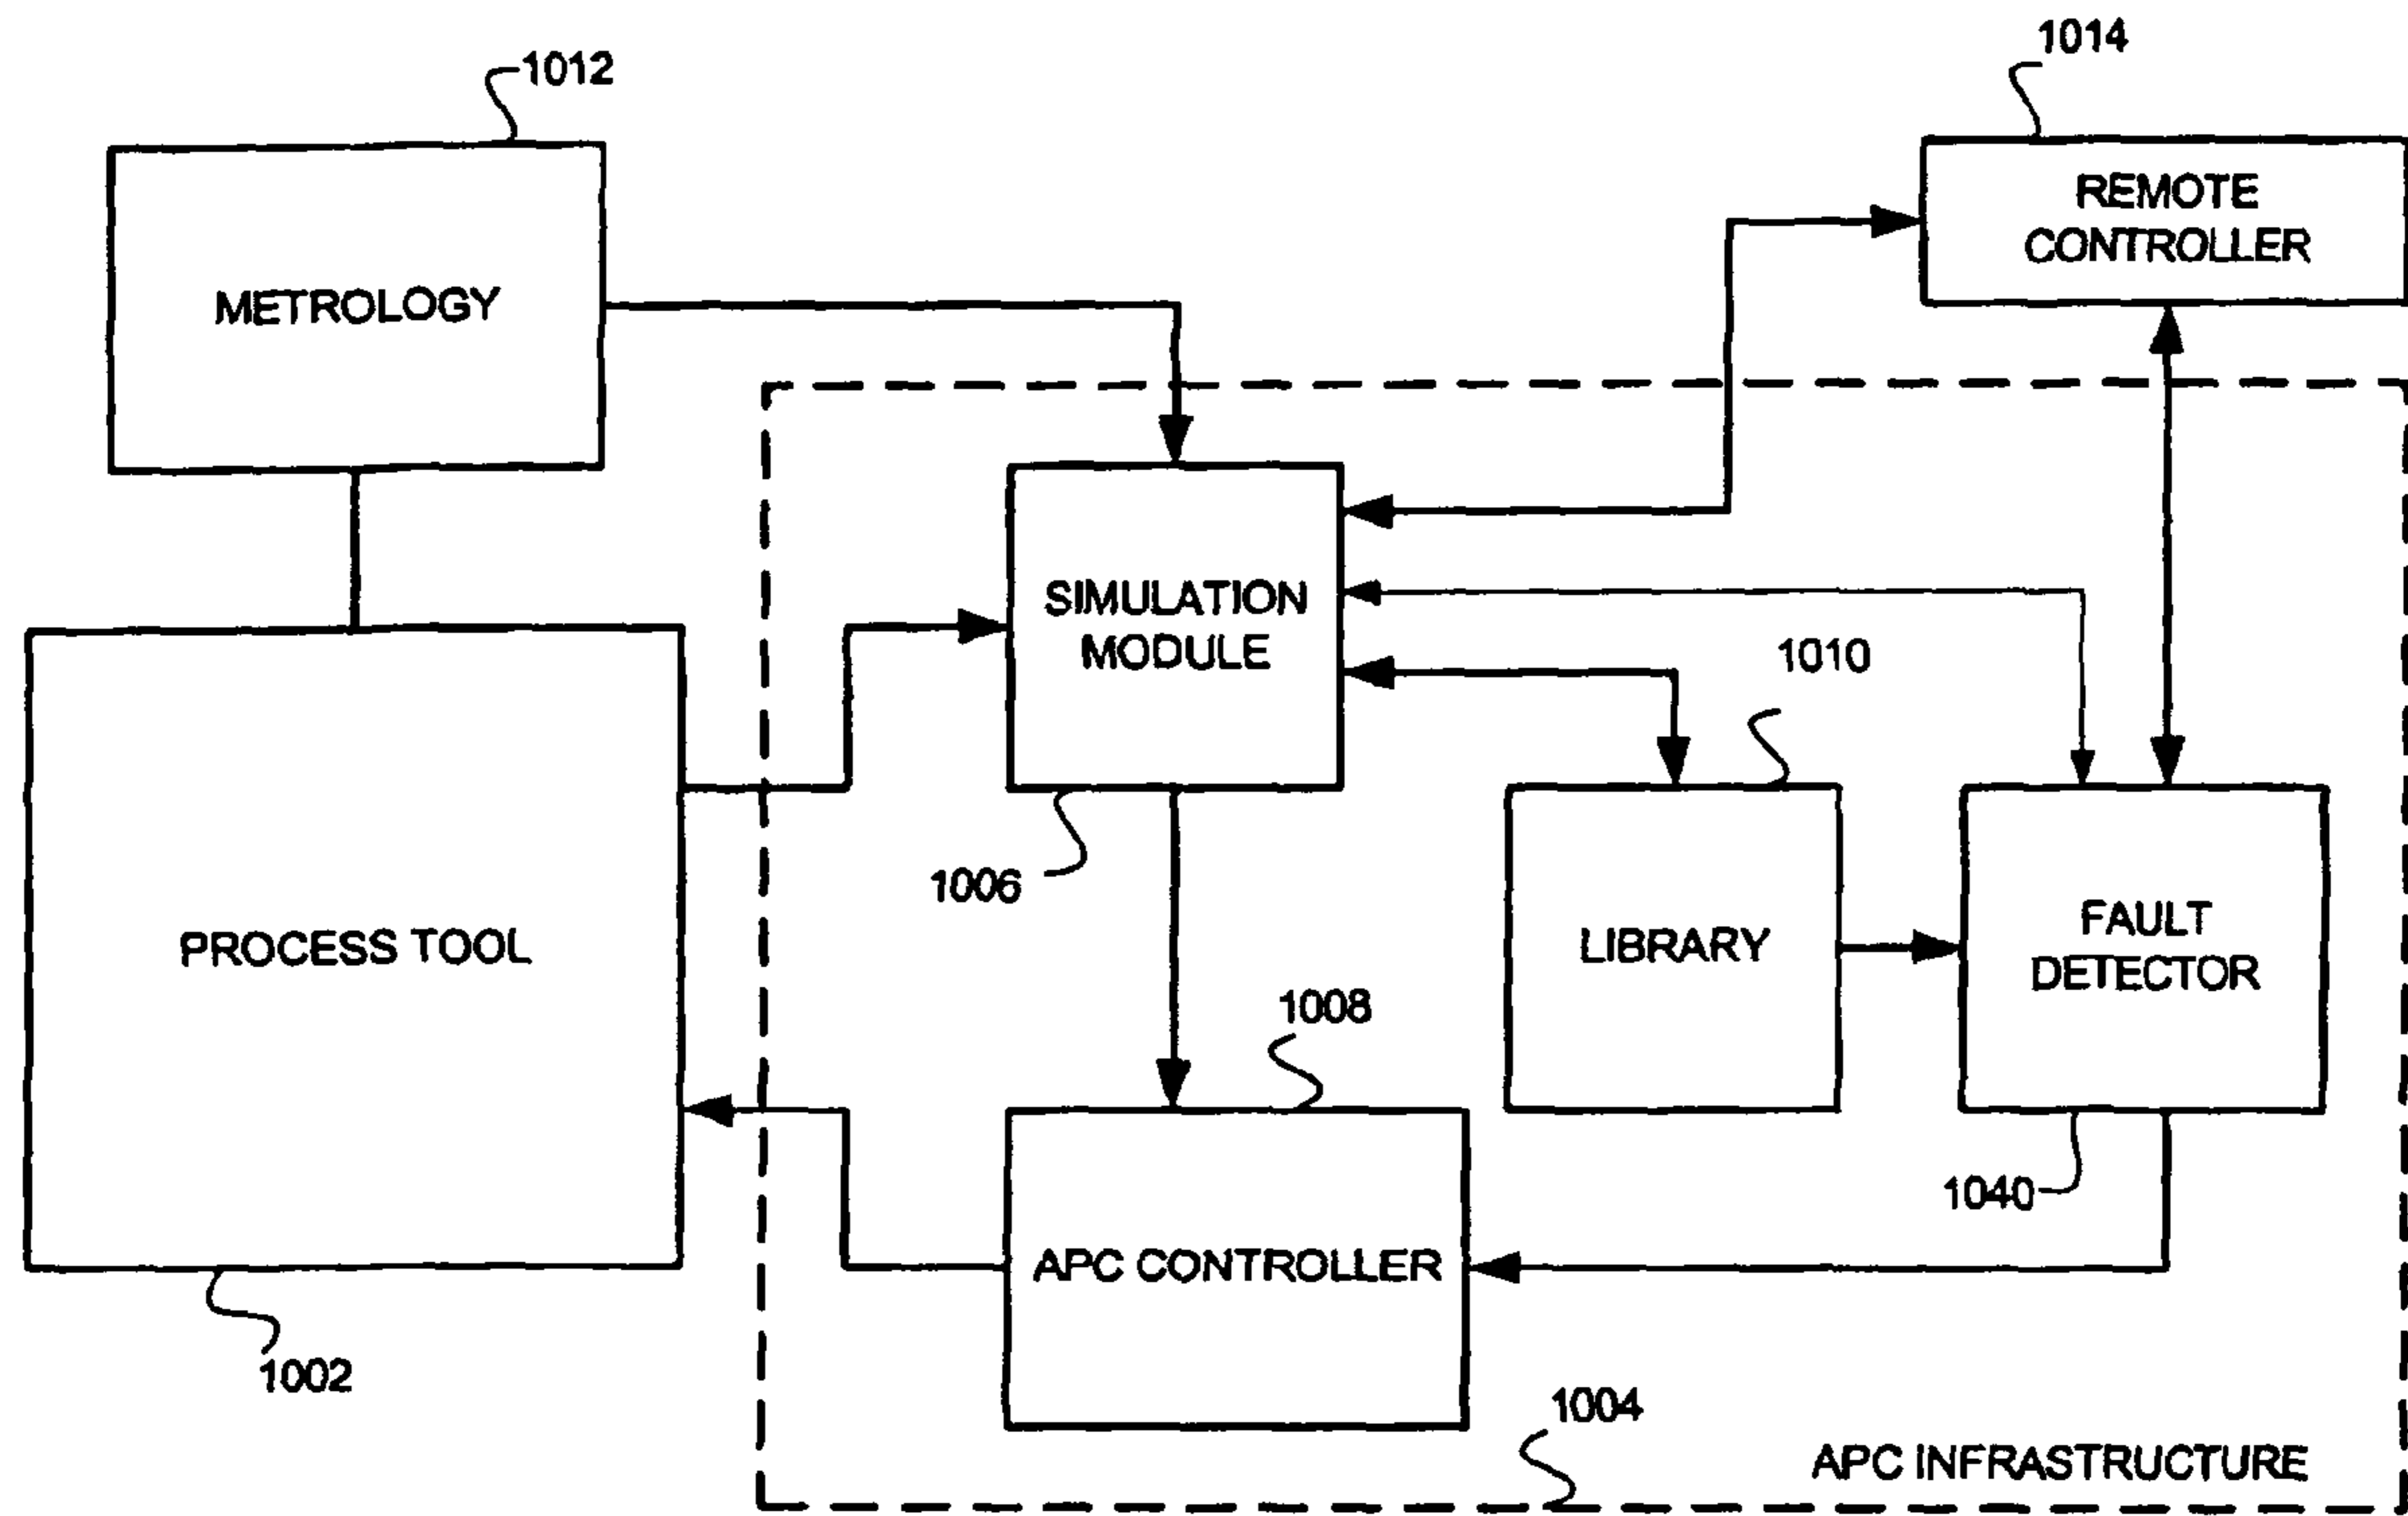 1012
1014
METROLOGY
REMOTE
CONTROLLER
SIMULATION
MODULE
1010
1006
PROCESS TOOL
LIBRARY
FAULT
DETECTOR
1008
1040
APC CONTROLLER
1002
1004
APC INFRASTRUCTURE